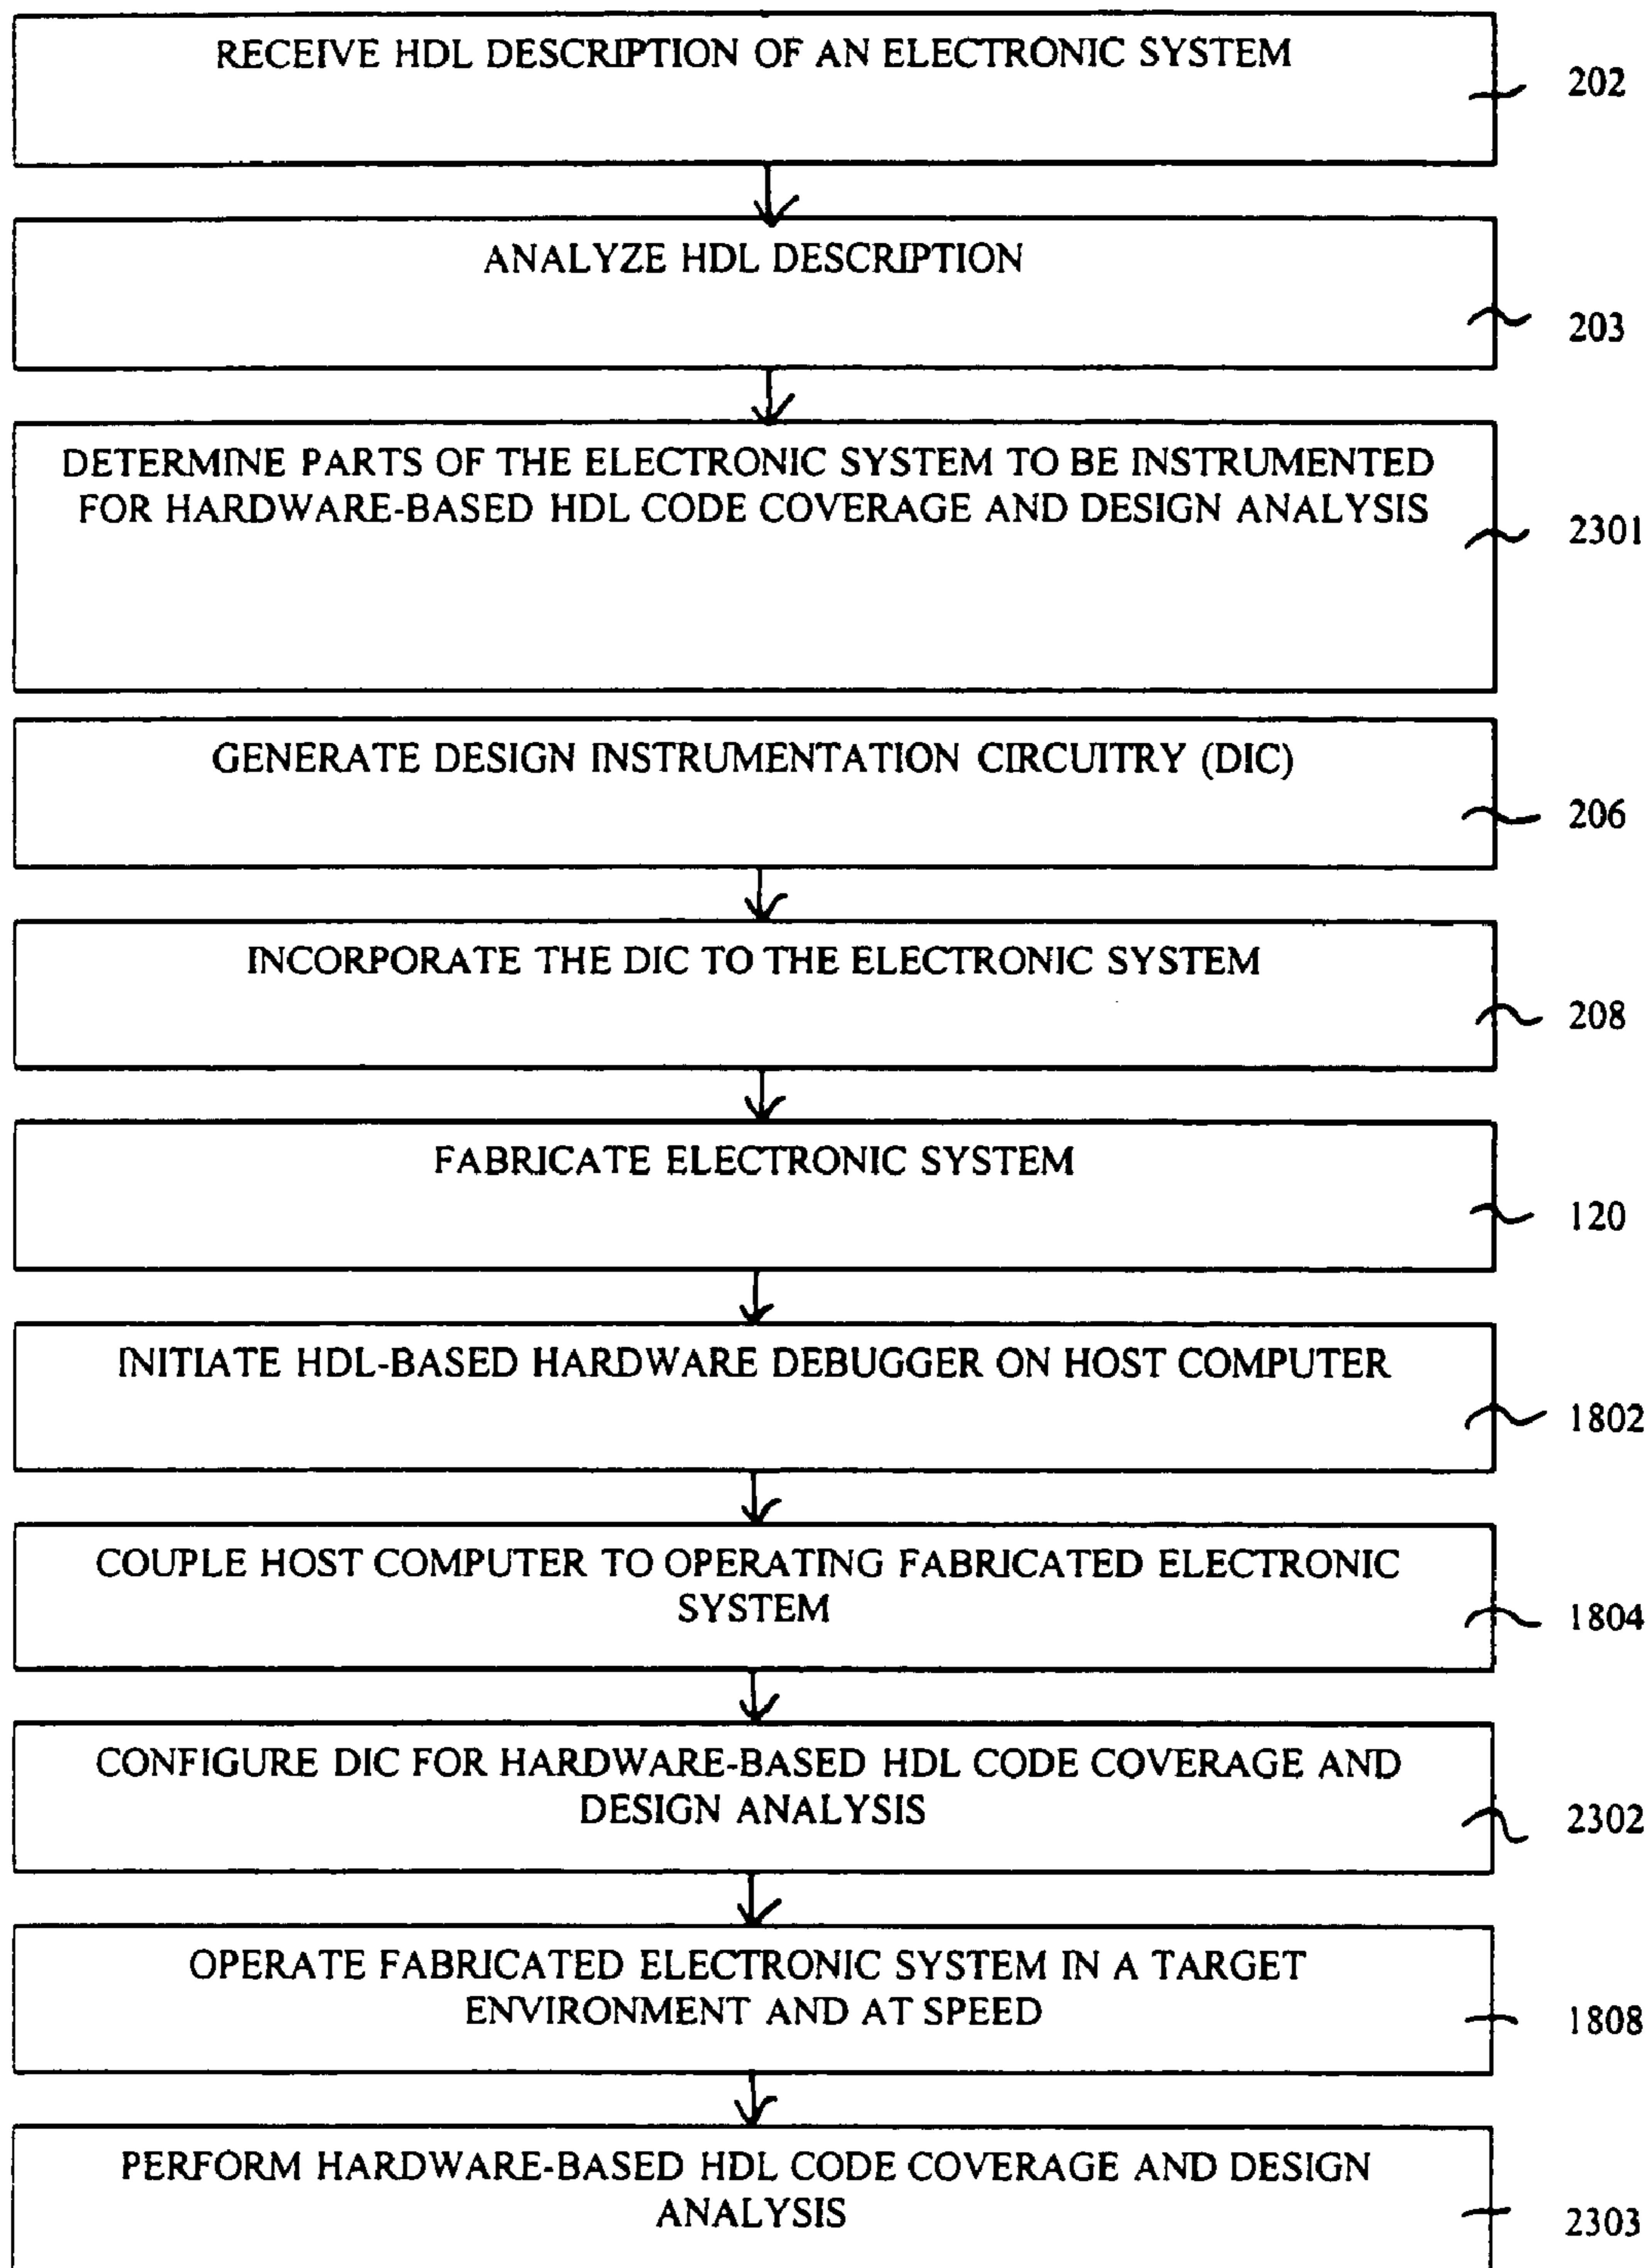 RECEIVE HDL DESCRIPTION OF AN ELECTRONIC SYSTEM
202
ANALYZE HDL DESCRIPTION
203
DETERMINE PARTS OF THE ELECTRONIC SYSTEM TO BE INSTRUMENTED
FOR HARDWARE-BASED HDL CODE COVERAGE AND DESIGN ANALYSIS
2301
GENERATE DESIGN INSTRUMENTATION CIRCUITRY (DIC)
206
INCORPORATE THE DIC TO THE ELECTRONIC SYSTEM
208
FABRICATE ELECTRONIC SYSTEM
120
INITIATE HDL-BASED HARDWARE DEBUGGER ON HOST COMPUTER
1802
COUPLE HOST COMPUTER TO OPERATING FABRICATED ELECTRONIC
SYSTEM
1804
CONFIGURE DIC FOR HARDWARE-BASED HDL CODE COVERAGE AND
DESIGN ANALYSIS
2302
OPERATE FABRICATED ELECTRONIC SYSTEM IN A TARGET
ENVIRONMENT AND AT SPEED
1808
PERFORM HARDWARE-BASED HDL CODE COVERAGE AND DESIGN
ANALYSIS
2303